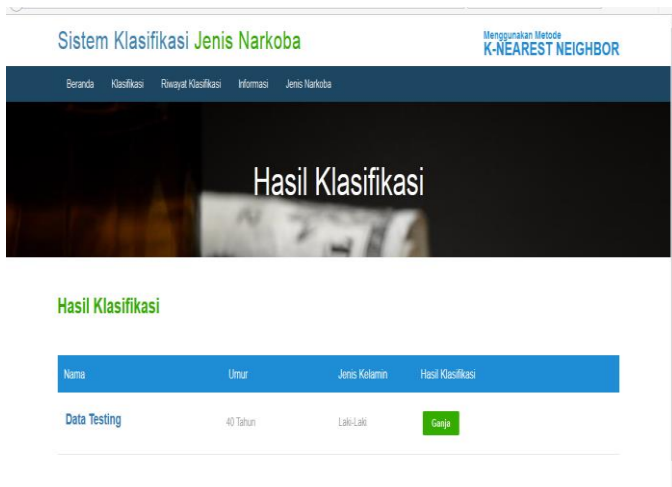 Sistem Klasifikasi Jenis Narkoba
Menggunakan Metode
K-NEAREST NEIGHBOR
Beranda Klasifikasi Riwayat Klasifikasi Informasi Jenis Narkoba
Hasil Klasifikasi
Hasil Klasifikasi
Nama Umur Jenis Kelamin Hasil Klasifikasi
Data Testing 40 Tahun Laki-Laki Ganja